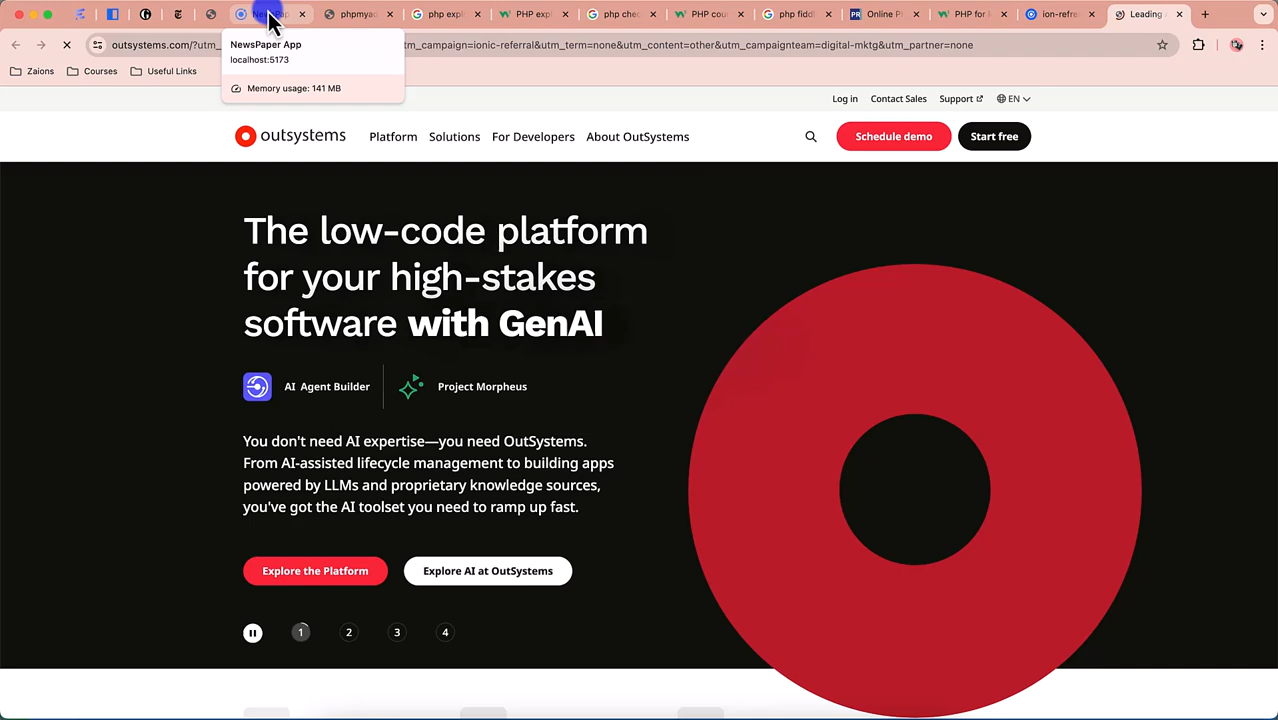 phpmyad
php expl
PHP expl
php chec
PHP coun
php fiddl
PR Online P
PHP for
ion-refre
Leading
outsystems.com/?utm_
tm_campaign=ionic-referral&utm_term=none&utm_content=other&utm_campaignteam=digital-mktg&utm_partner=none
NewsPaper App
localhost:5173
Memory usage: 141 MB
Zaions
Courses
Useful Links
Log in
Contact Sales
Support
EN
outsystems
Platform
Solutions
For Developers
About OutSystems
Schedule demo
Start free
The low-code platform
for your high-stakes
software with GenAI
AI Agent Builder
Project Morpheus
You don't need AI expertise—you need OutSystems.
From AI-assisted lifecycle management to building apps
powered by LLMs and proprietary knowledge sources,
you've got the AI toolset you need to ramp up fast.
Explore the Platform
Explore AI at OutSystems
1
2
3
4